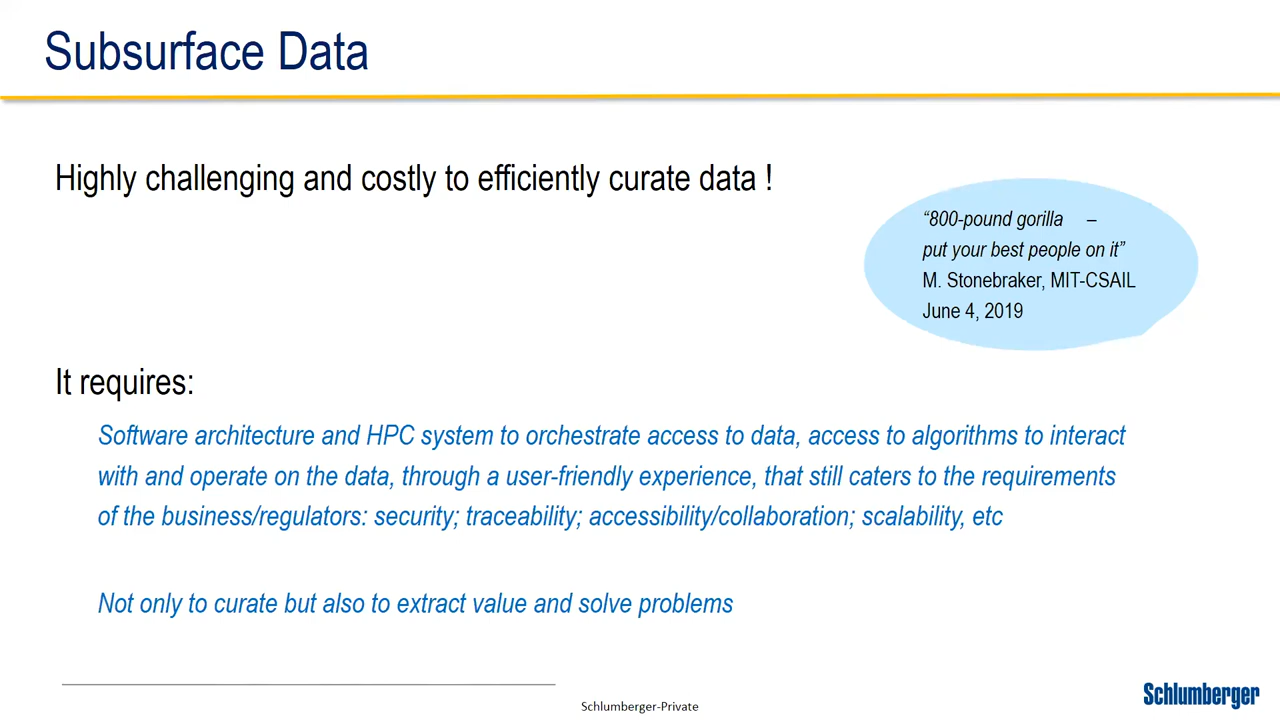 Subsurface Data
Highly challenging and costly to efficiently curate data !
“800-pound gorilla –
put your best people on it”
M. Stonebraker, MIT-CSAIL
June 4, 2019
It requires:
Software architecture and HPC system to orchestrate access to data, access to algorithms to interact
with and operate on the data, through a user-friendly experience, that still caters to the requirements
of the business/regulators: security; traceability; accessibility/collaboration; scalability, etc
Not only to curate but also to extract value and solve problems
Schlumberger-Private
Schlumberger